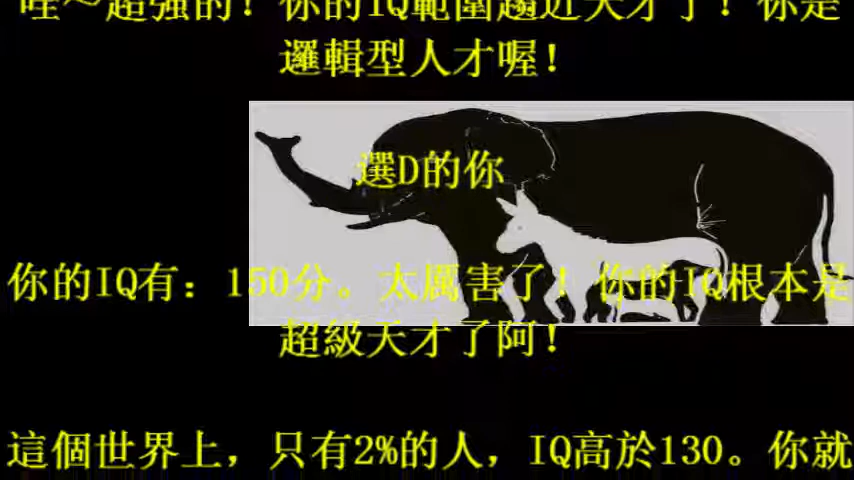 哇～超強的！你的IQ範圍趨近天才了！你是
邏輯型人才喔！
選D的你
你的IQ有：150分。太厲害了！你的IQ根本是
超級天才了阿！
這個世界上，只有2%的人，IQ高於130。你就